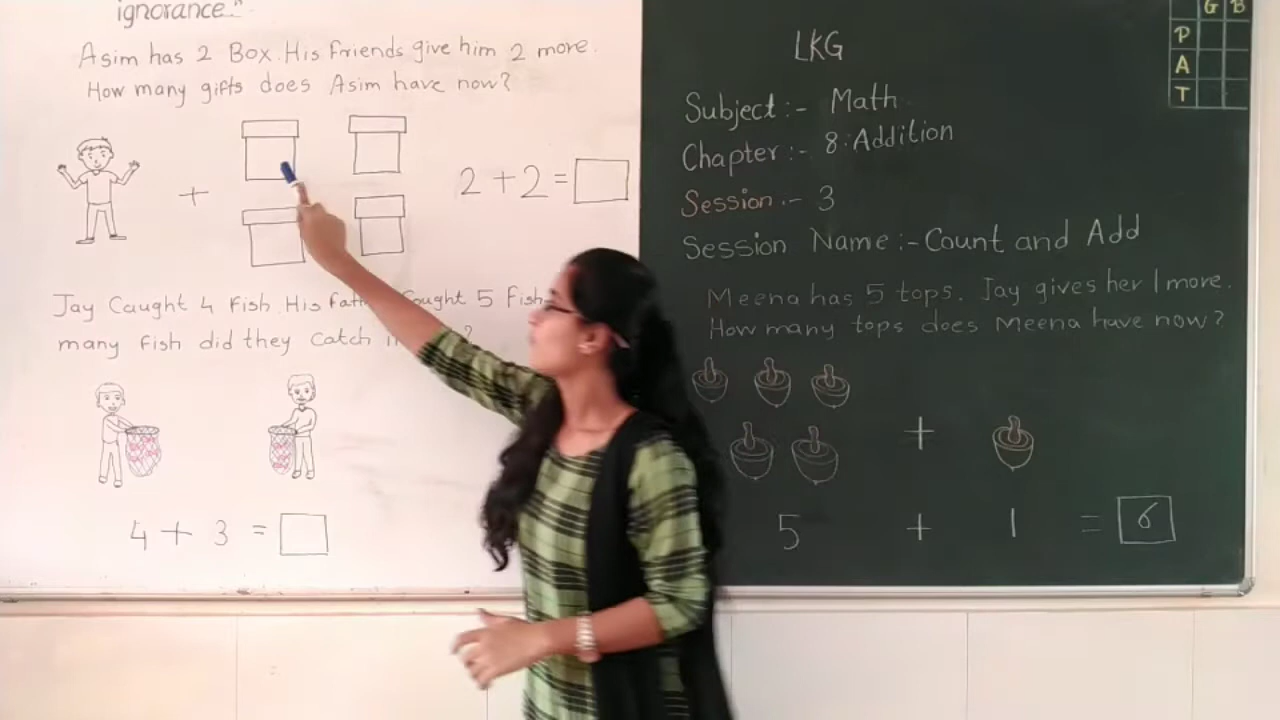 ignorance."
Asim has 2 Box. His friends give him 2 more.
How many gifts does Asim have now?
+
2 + 2 =
Jay Caught 4 Fish. His Caught 5 Fish
many Fish did they Catch
4 + 3 =
G B
P
A
T
LKG
Subject :- Math
Chapter :- 8. Addition
Session :- 3
Session Name :- Count and Add
Meena has 5 tops. Jay gives her 1 more.
How many tops does Meena have now?
+
5 + 1 = 6